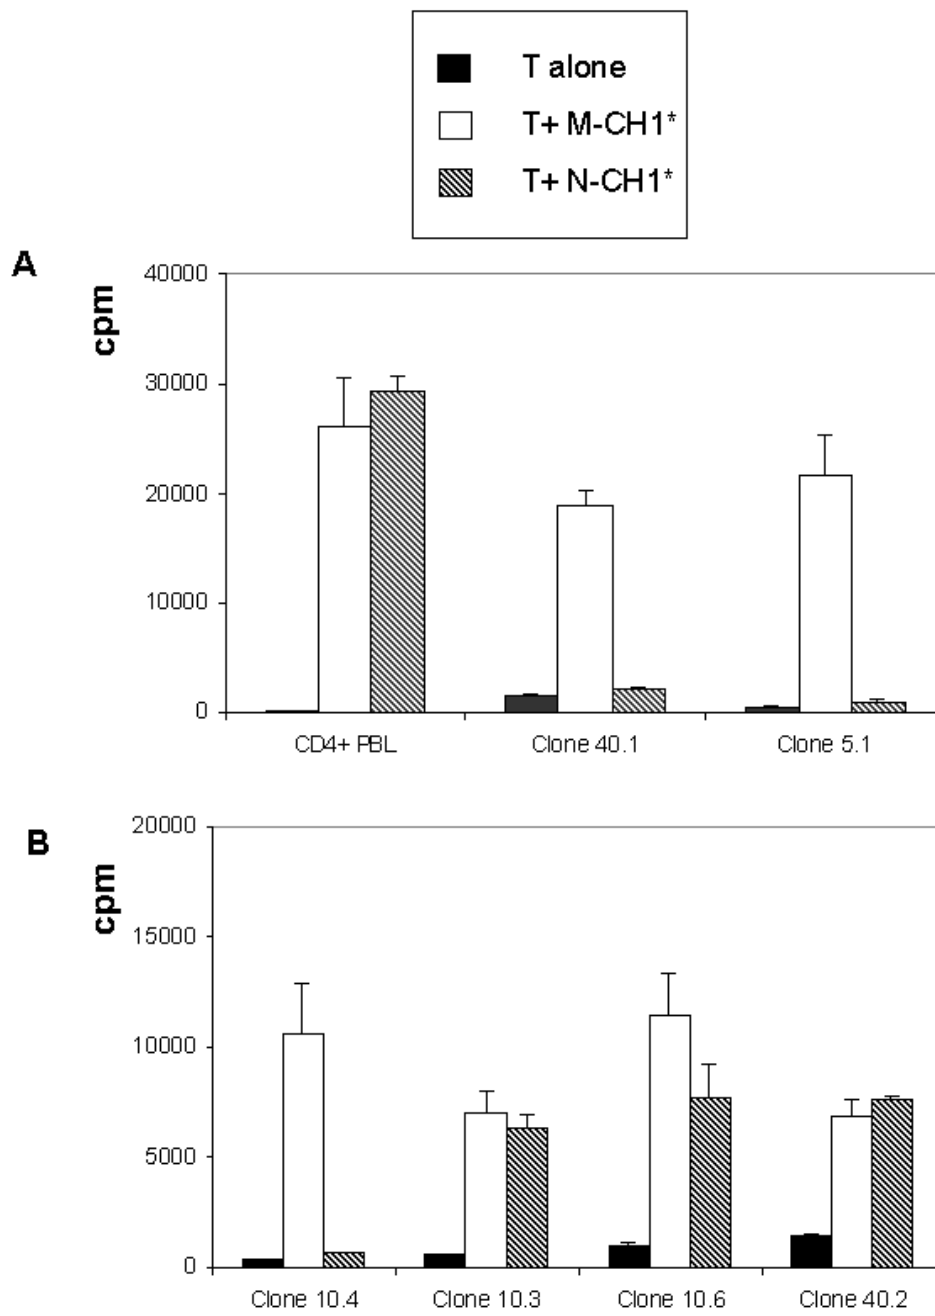 T alone
T+ M-CH1*
T+ N-CH1*
A
cpm
40000
30000
20000
10000
0
CD4+ PBL Clone 40.1 Clone 5.1
B
cpm
20000
15000
10000
5000
0
Clone 10.4 Clone 10.3 Clone 10.6 Clone 40.2